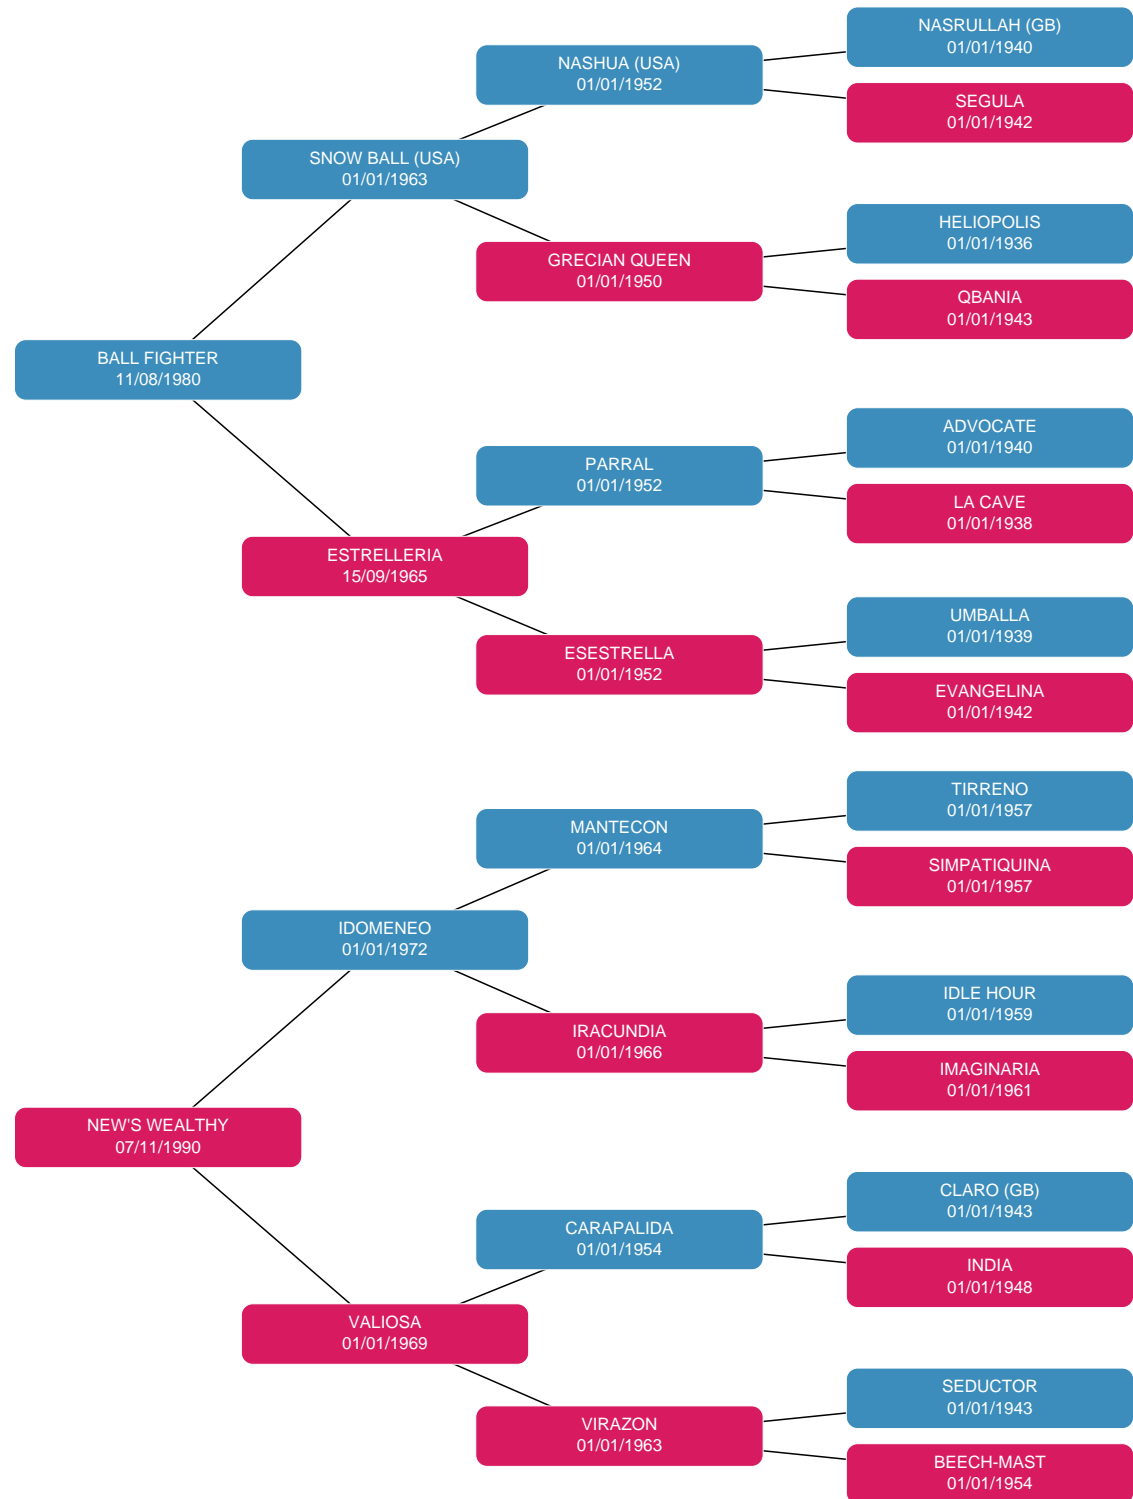 NASRULLAH (GB)
01/01/1940
NASHUA (USA)
01/01/1952
SEGULA
01/01/1942
SNOW BALL (USA)
01/01/1963
HELIOPOLIS
01/01/1936
GRECIAN QUEEN
01/01/1950
QBANIA
01/01/1943
BALL FIGHTER
11/08/1980
ADVOCATE
01/01/1940
PARRAL
01/01/1952
LA CAVE
01/01/1938
ESTRELLERIA
15/09/1965
UMBALLA
01/01/1939
ESESTRELLA
01/01/1952
EVANGELINA
01/01/1942
TIRRENO
01/01/1957
MANTECON
01/01/1964
SIMPATIQUINA
01/01/1957
IDOMENEO
01/01/1972
IDLE HOUR
01/01/1959
IRACUNDIA
01/01/1966
IMAGINARIA
01/01/1961
NEW'S WEALTHY
07/11/1990
CLARO (GB)
01/01/1943
CARAPALIDA
01/01/1954
INDIA
01/01/1948
VALIOSA
01/01/1969
SEDUCTOR
01/01/1943
VIRAZON
01/01/1963
BEECH-MAST
01/01/1954